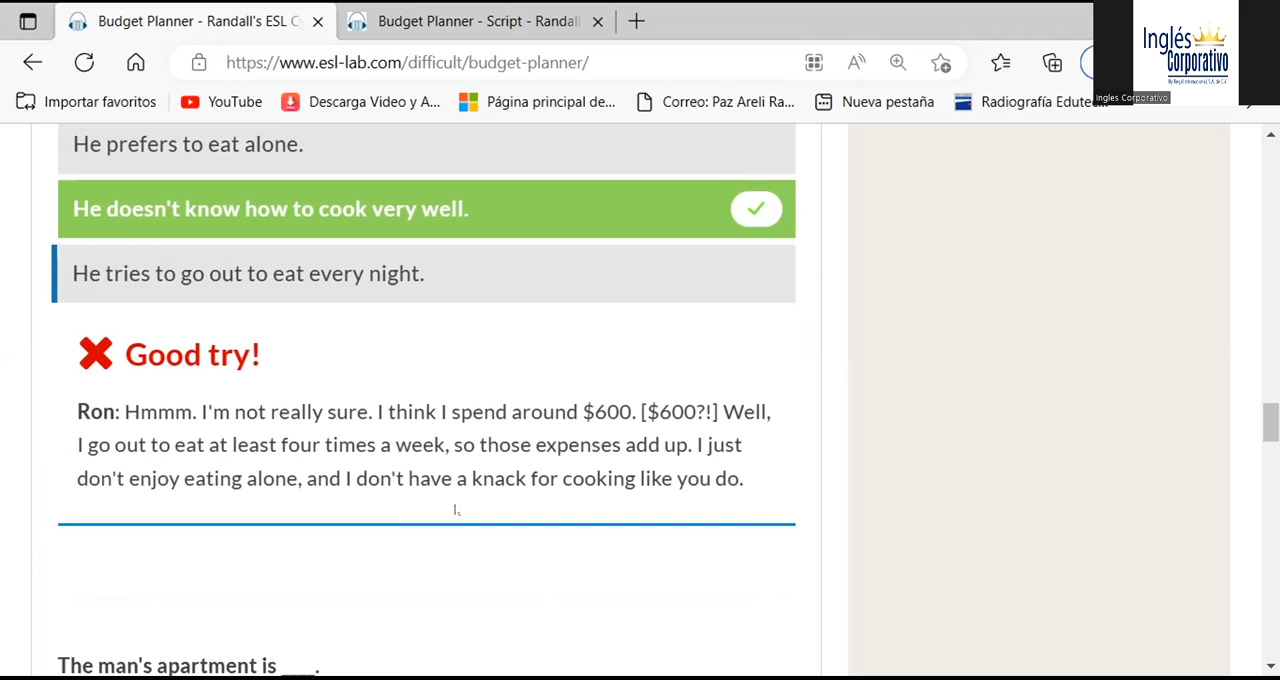 Budget Planner - Randall's ESL C
Budget Planner - Script - Randall
https://www.esl-lab.com/difficult/budget-planner/
Importar favoritos
YouTube
Descarga Video y A...
Página principal de...
Correo: Paz Areli Ra...
Nueva pestaña
Radiografía Edutec...
Inglés
Corporativo
By Regal International, S.A. de C.V.
Ingles Corporativo
He prefers to eat alone.
He doesn't know how to cook very well.
He tries to go out to eat every night.
Good try!
Ron: Hmmm. I'm not really sure. I think I spend around $600. [$600?!] Well,
I go out to eat at least four times a week, so those expenses add up. I just
don't enjoy eating alone, and I don't have a knack for cooking like you do.
The man's apartment is ___.